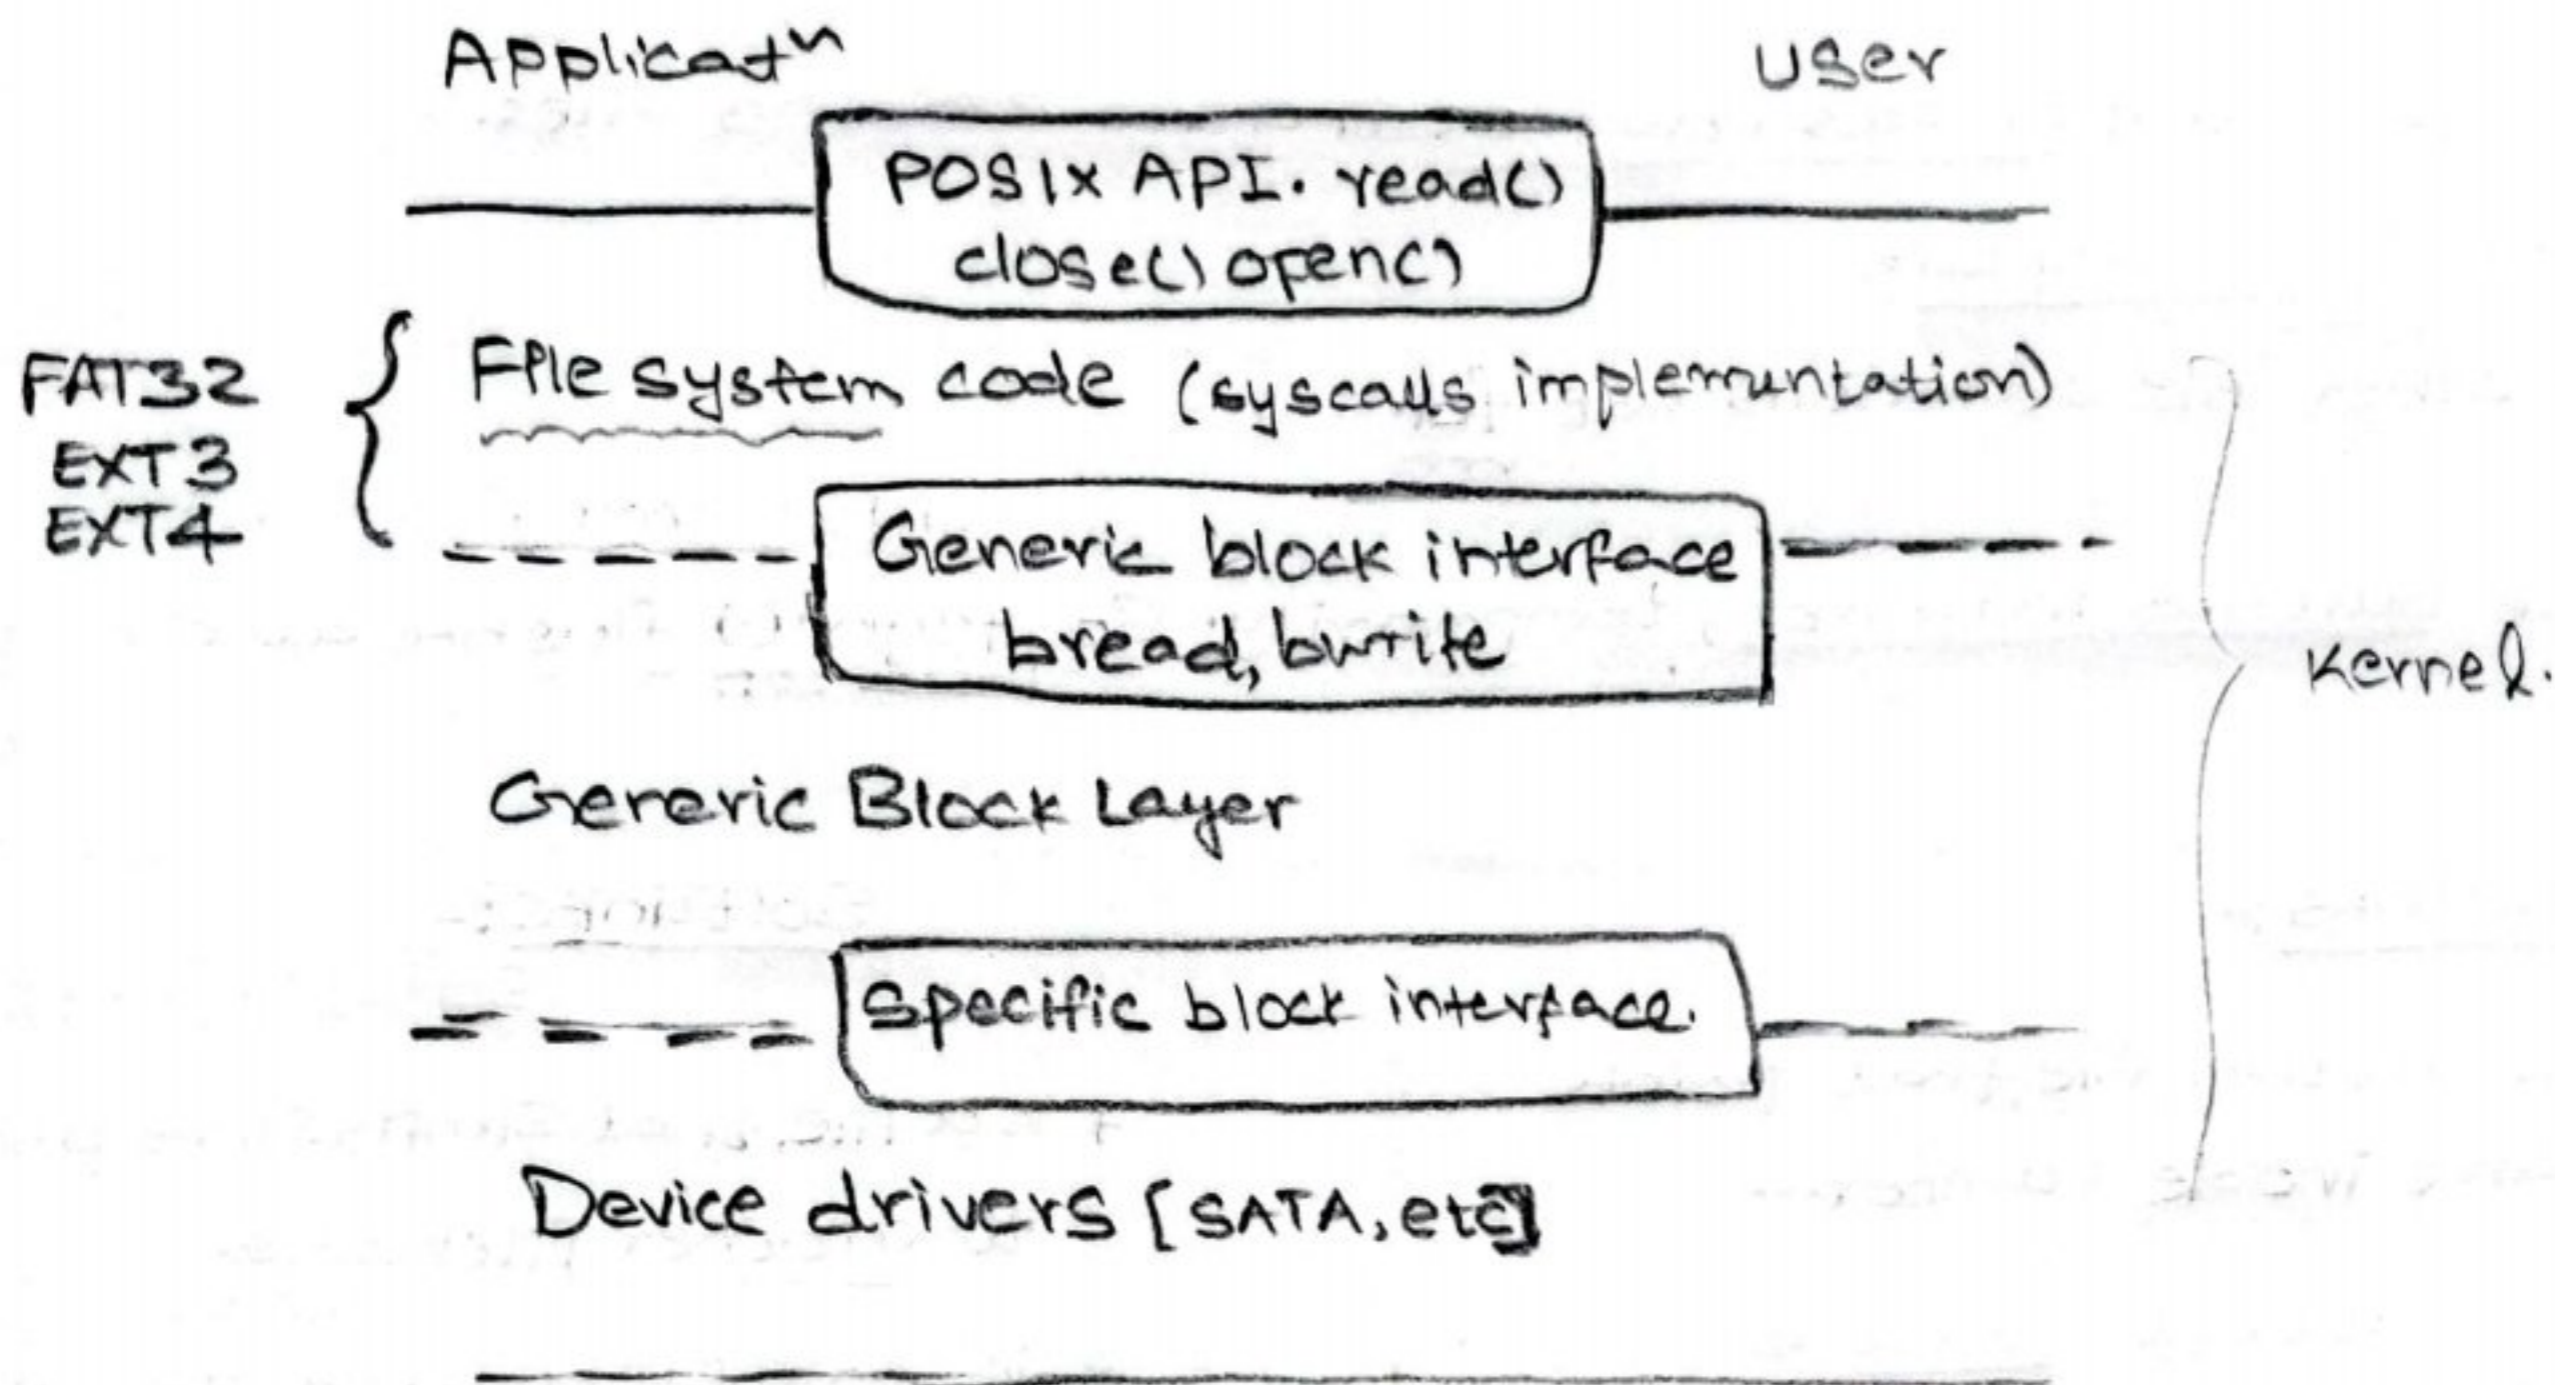 Applicatⁿ User
POSIX API. read()
close() open()
FAT32
EXT3
EXT4
File system code (syscalls implementation)
Generic block interface
bread, bwrite
Kernel.
Generic Block Layer
Specific block interface.
Device drivers [SATA, etc]